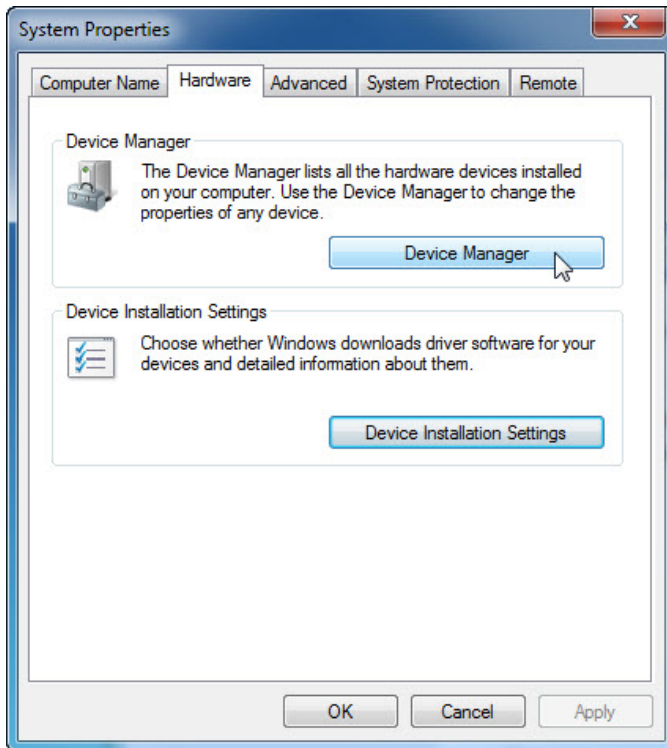 System Properties
Computer Name Hardware Advanced System Protection Remote
Device Manager
The Device Manager lists all the hardware devices installed
on your computer. Use the Device Manager to change the
properties of any device.
Device Manager
Device Installation Settings
Choose whether Windows downloads driver software for your
devices and detailed information about them.
Device Installation Settings
OK Cancel Apply